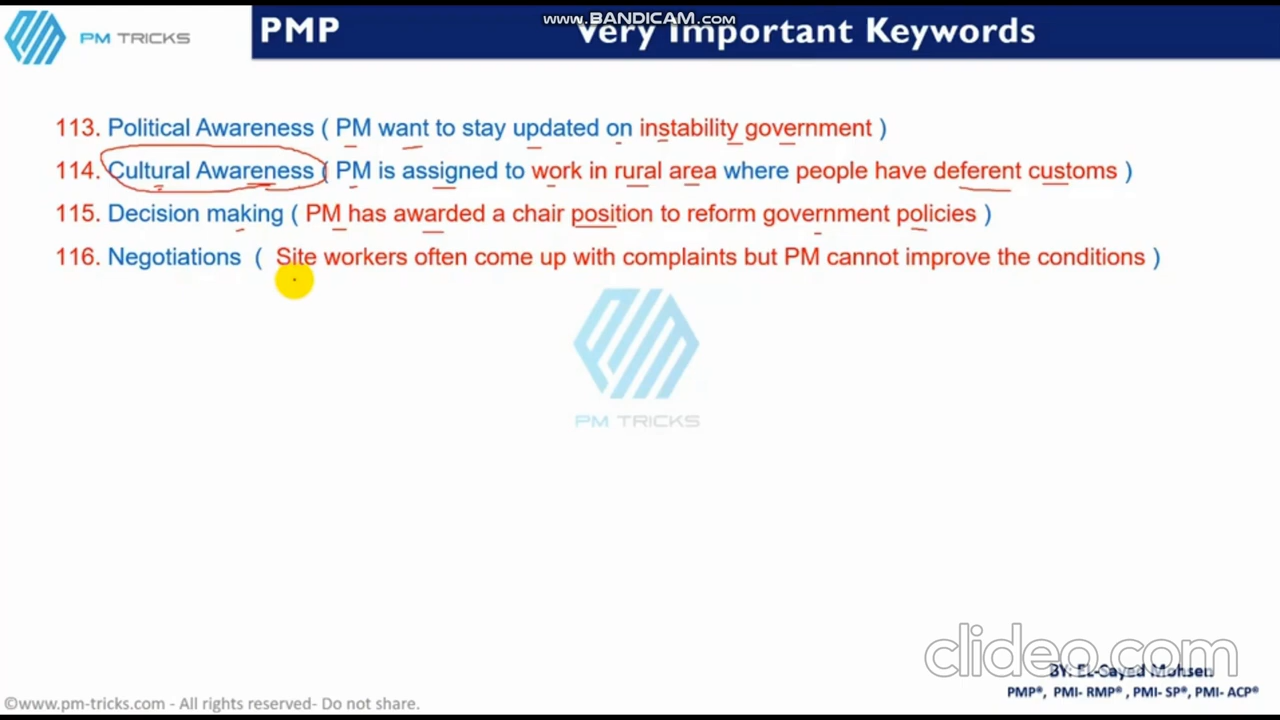 www.BANDICAM.com
PM TRICKS
PMP
Very Important Keywords
113. Political Awareness ( PM want to stay updated on instability government )
114. Cultural Awareness ( PM is assigned to work in rural area where people have deferent customs )
115. Decision making ( PM has awarded a chair position to reform government policies )
116. Negotiations ( Site workers often come up with complaints but PM cannot improve the conditions )
PM TRICKS
clideo.com
BY: EL-Sayed Mohsen
PMP®, PMI- RMP® , PMI- SP®, PMI- ACP®
©www.pm-tricks.com - All rights reserved- Do not share.